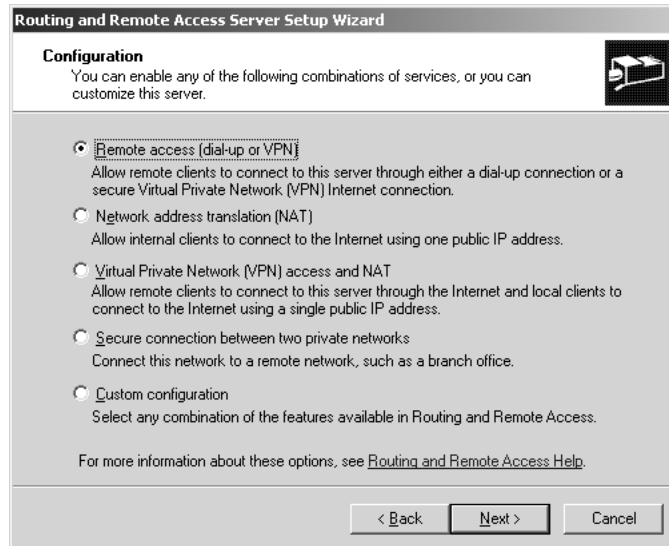 Routing and Remote Access Server Setup Wizard
Configuration
You can enable any of the following combinations of services, or you can
customize this server.
Remote access (dial-up or VPN)
Allow remote clients to connect to this server through either a dial-up connection or a
secure Virtual Private Network (VPN) Internet connection.
Network address translation (NAT)
Allow internal clients to connect to the Internet using one public IP address.
Virtual Private Network (VPN) access and NAT
Allow remote clients to connect to this server through the Internet and local clients to
connect to the Internet using a single public IP address.
Secure connection between two private networks
Connect this network to a remote network, such as a branch office.
Custom configuration
Select any combination of the features available in Routing and Remote Access.
For more information about these options, see Routing and Remote Access Help.
< Back Next > Cancel